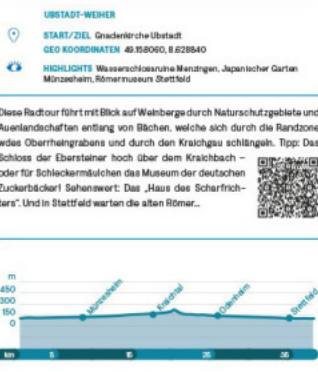 UBSTADT-WEIHER
START/ZIEL Gnadenkirche Ubstadt
GEO KOORDINATEN 49.158060, 8.628840
HIGHLIGHTS Wasserschlossruine Menzingen, Japanischer Garten
Münzesheim, Römermuseum Stettfeld
Diese Radtour führt mit Blick auf Weinberge durch Naturschutzgebiete und
Auenlandschaften entlang von Bächen, welche sich durch die Randzone
wdes Oberrheingrabens und durch den Kraichgau schlängeln. Tipp: Das
Schloss der Ebersteiner hoch über dem Kraichbach –
oder für Schleckermäulchen das Museum der deutschen
Zuckerbäcker! Sehenswert: Das „Haus des Scharfrich-
ters“. Und in Stettfeld warten die alten Römer...
m
450
300
150
0
Münzesheim
Kraichtal
Odenheim
Stettfeld
km 5 15 25 35